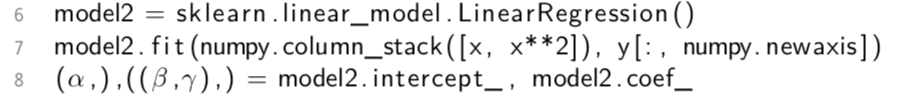 6 model2 = sklearn.linear_model.LinearRegression()
7 model2.fit(numpy.column_stack([x, x**2]), y[:, numpy.newaxis])
8 (α,),((β,γ),) = model2.intercept_, model2.coef_